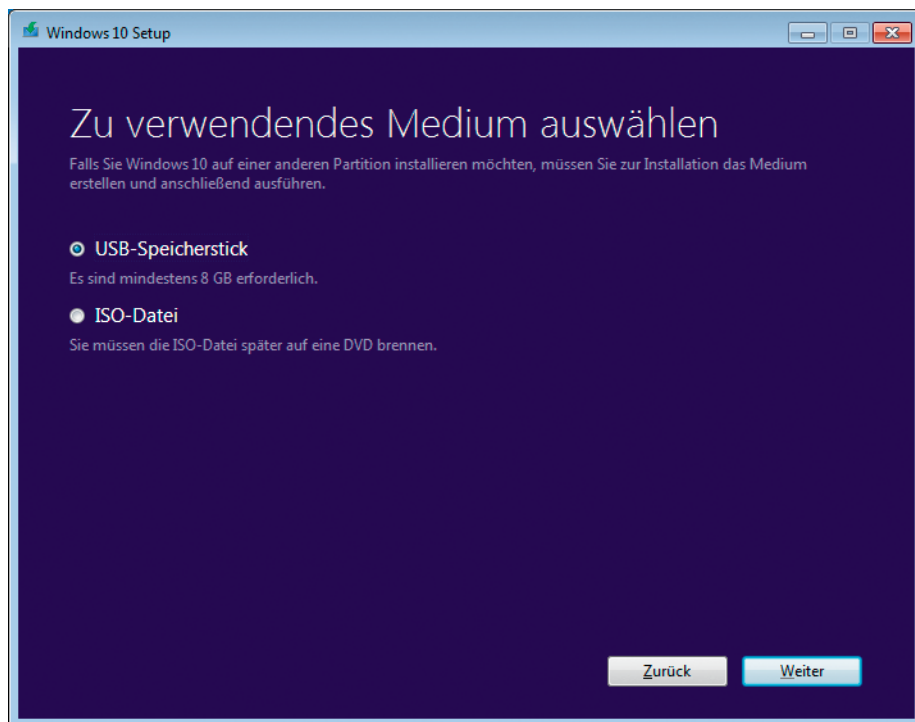 Windows 10 Setup
Zu verwendendes Medium auswählen
Falls Sie Windows 10 auf einer anderen Partition installieren möchten, müssen Sie zur Installation das Medium
erstellen und anschließend ausführen.
USB-Speicherstick
Es sind mindestens 8 GB erforderlich.
ISO-Datei
Sie müssen die ISO-Datei später auf eine DVD brennen.
Zurück
Weiter